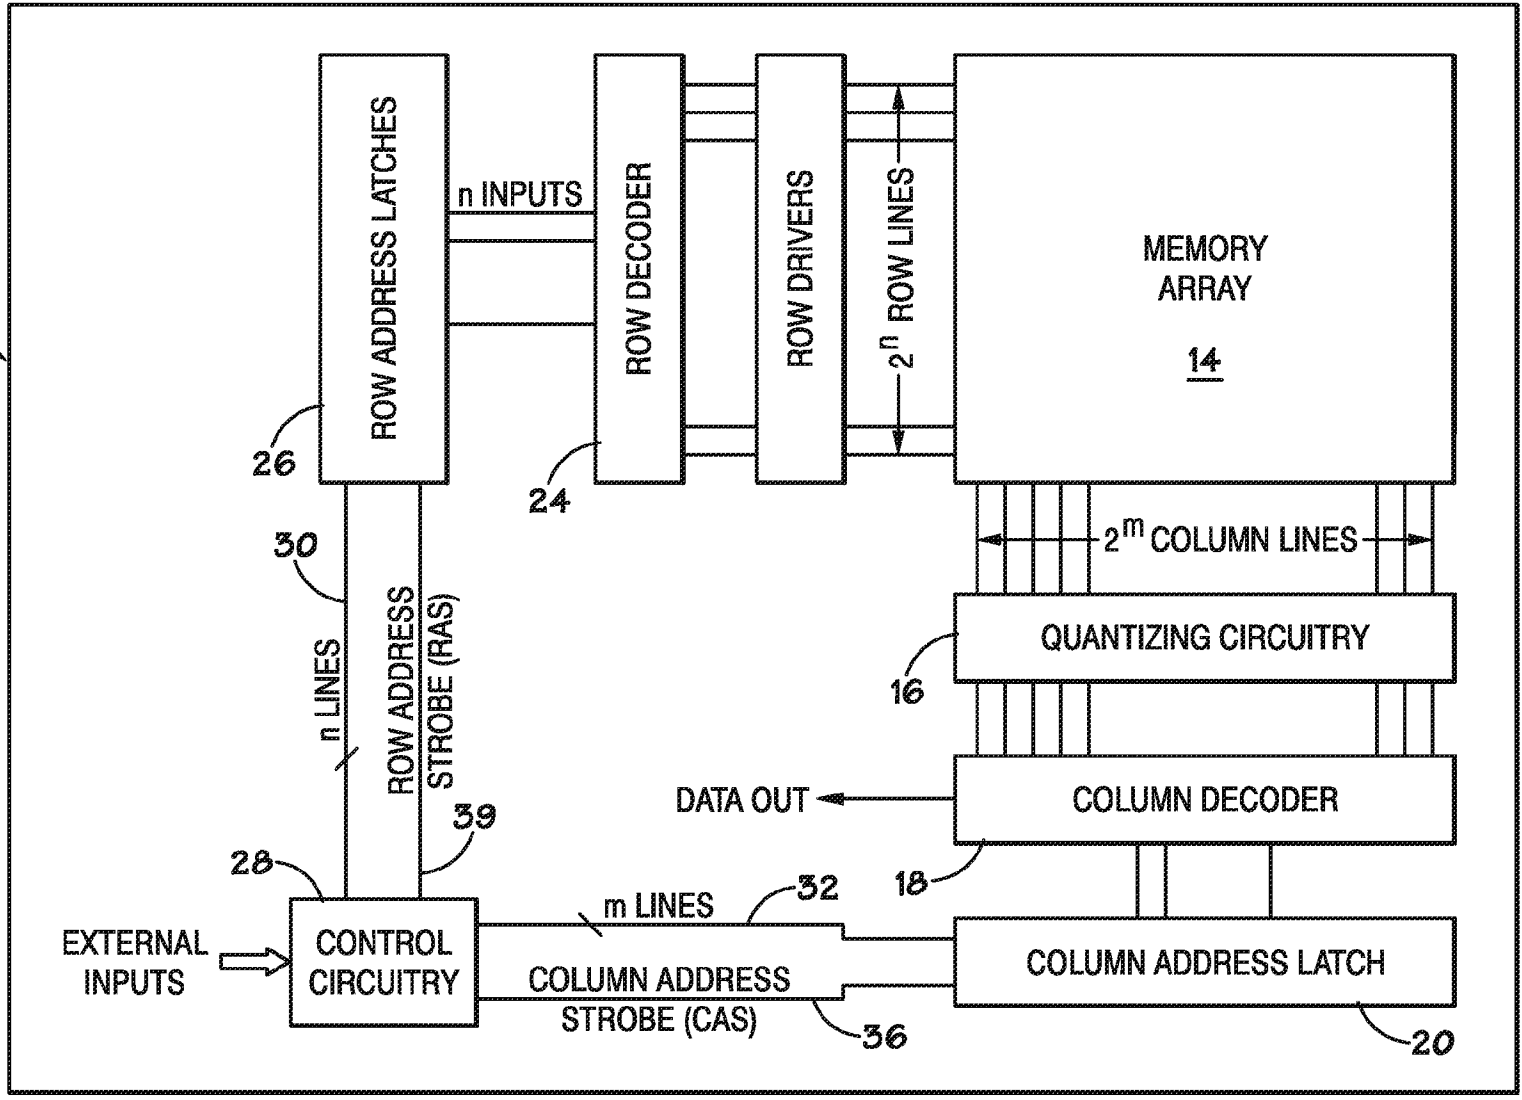 ROW ADDRESS LATCHES
26
n INPUTS
ROW DECODER
24
ROW DRIVERS
2ⁿ ROW LINES
MEMORY
ARRAY
14
2ᵐ COLUMN LINES
QUANTIZING CIRCUITRY
16
COLUMN DECODER
18
DATA OUT
30
n LINES
ROW ADDRESS
STROBE (RAS)
39
28
EXTERNAL
INPUTS
CONTROL
CIRCUITRY
m LINES
32
COLUMN ADDRESS
STROBE (CAS)
36
COLUMN ADDRESS LATCH
20